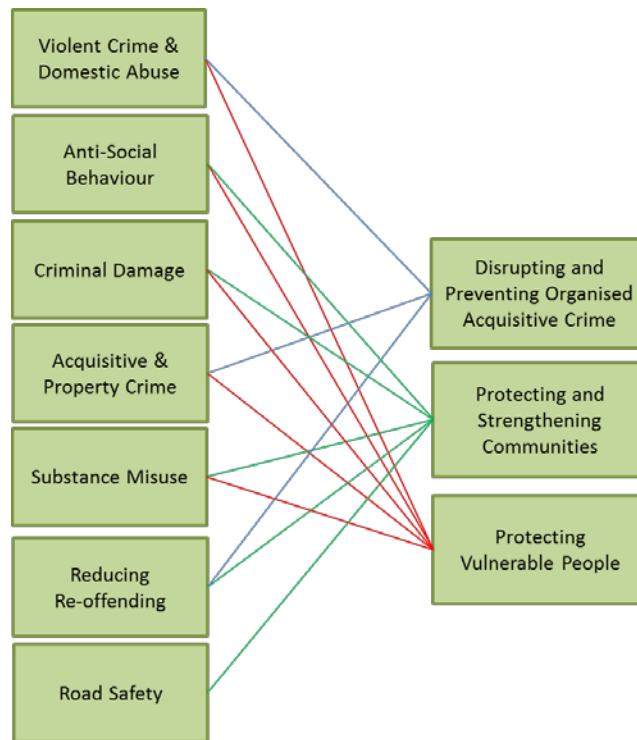 Violent Crime &
Domestic Abuse
Anti-Social
Behaviour
Criminal Damage
Acquisitive &
Property Crime
Substance Misuse
Reducing
Re-offending
Road Safety
Disrupting and
Preventing Organised
Acquisitive Crime
Protecting and
Strengthening
Communities
Protecting
Vulnerable People